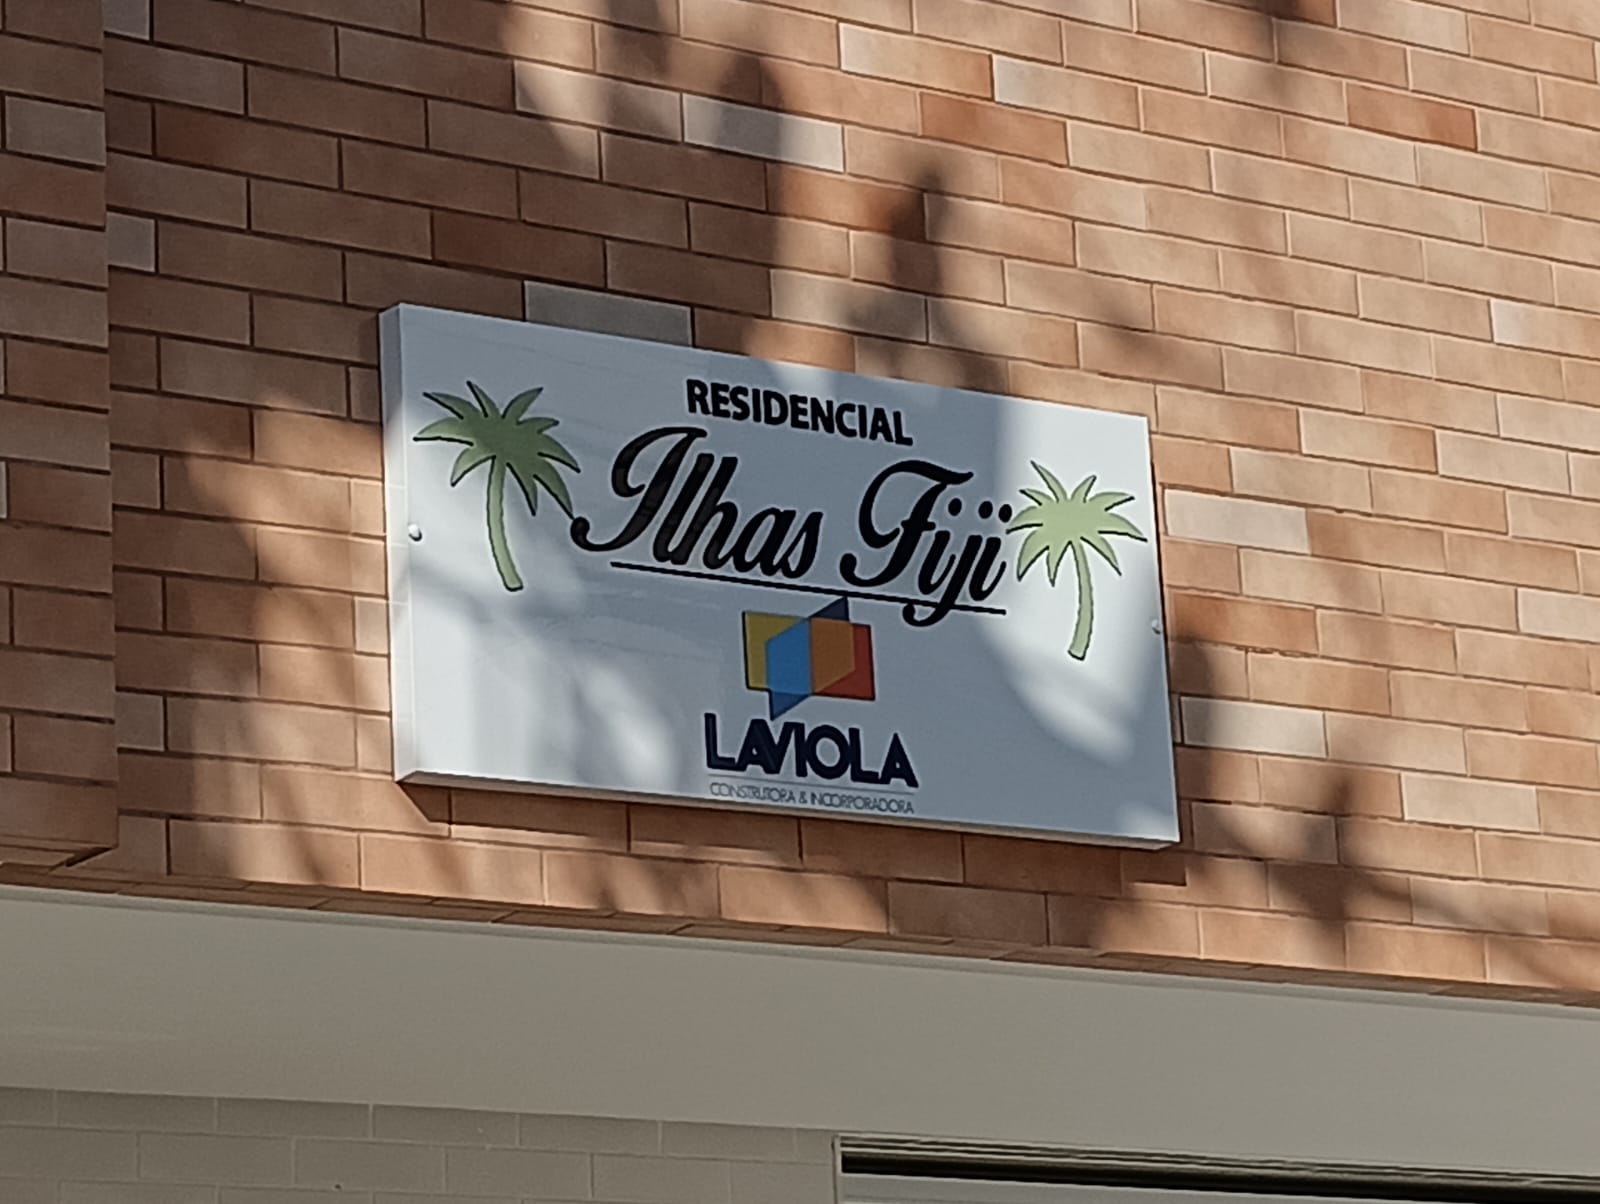 RESIDENCIAL
Ilhas Fiji
LAVIOLA
CONSTRUTORA & INCORPORADORA